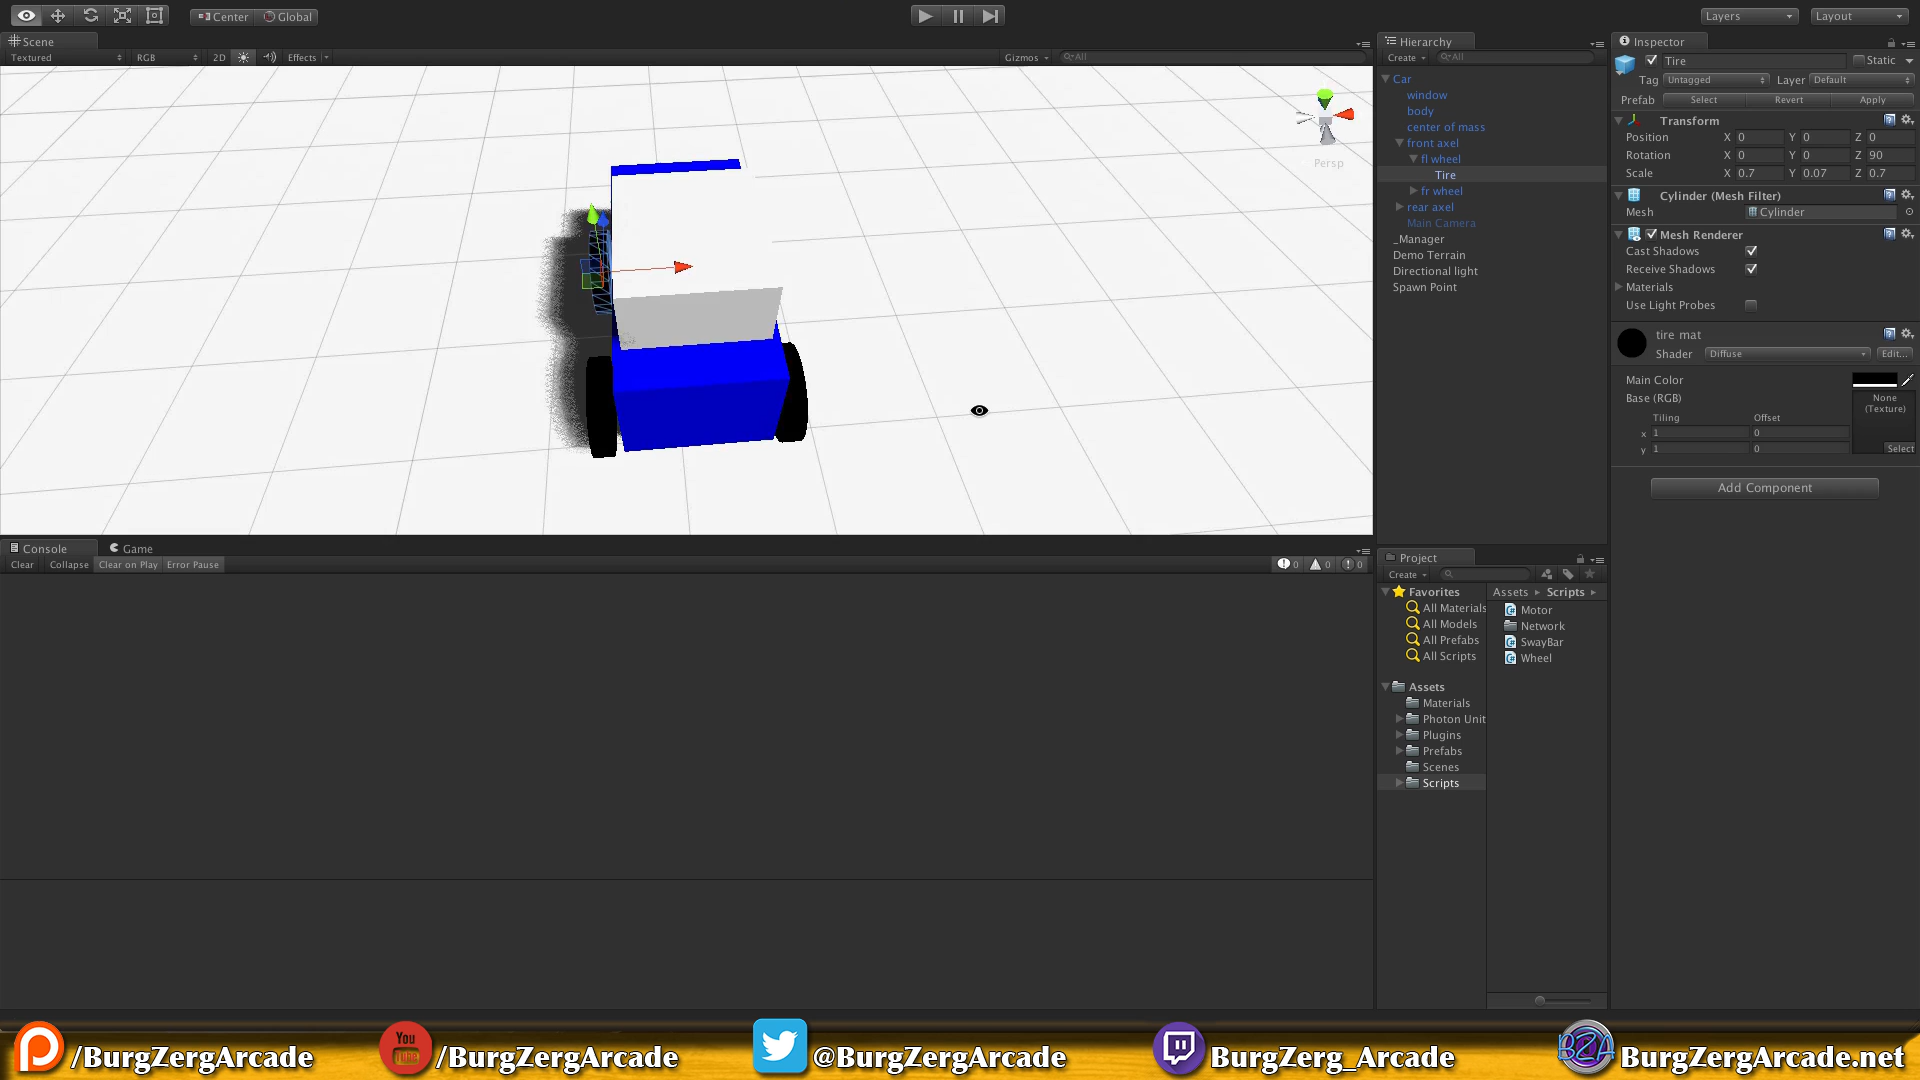 Center Global
Layers Layout
Scene
Textured RGB 2D Effects Gizmos All
Persp
Console Game
Clear Collapse Clear on Play Error Pause 0 0 0
Hierarchy
Create All
Car
window
body
center of mass
front axel
fl wheel
Tire
fr wheel
rear axel
Main Camera
_Manager
Demo Terrain
Directional light
Spawn Point
Project
Create
Favorites
All Materials
All Models
All Prefabs
All Scripts
Assets
Materials
Photon Unit
Plugins
Prefabs
Scenes
Scripts
Assets Scripts
Motor
Network
SwayBar
Wheel
Inspector
Tire Static
Tag Untagged Layer Default
Prefab Select Revert Apply
Transform
Position X 0 Y 0 Z 0
Rotation X 0 Y 0 Z 90
Scale X 0.7 Y 0.07 Z 0.7
Cylinder (Mesh Filter)
Mesh Cylinder
Mesh Renderer
Cast Shadows
Receive Shadows
Materials
Use Light Probes
tire mat
Shader Diffuse Edit...
Main Color
Base (RGB) None
(Texture)
Tiling Offset
x 1 0
y 1 0 Select
Add Component
/BurgZergArcade You Tube /BurgZergArcade @BurgZergArcade BurgZerg_Arcade BZA BurgZergArcade.net